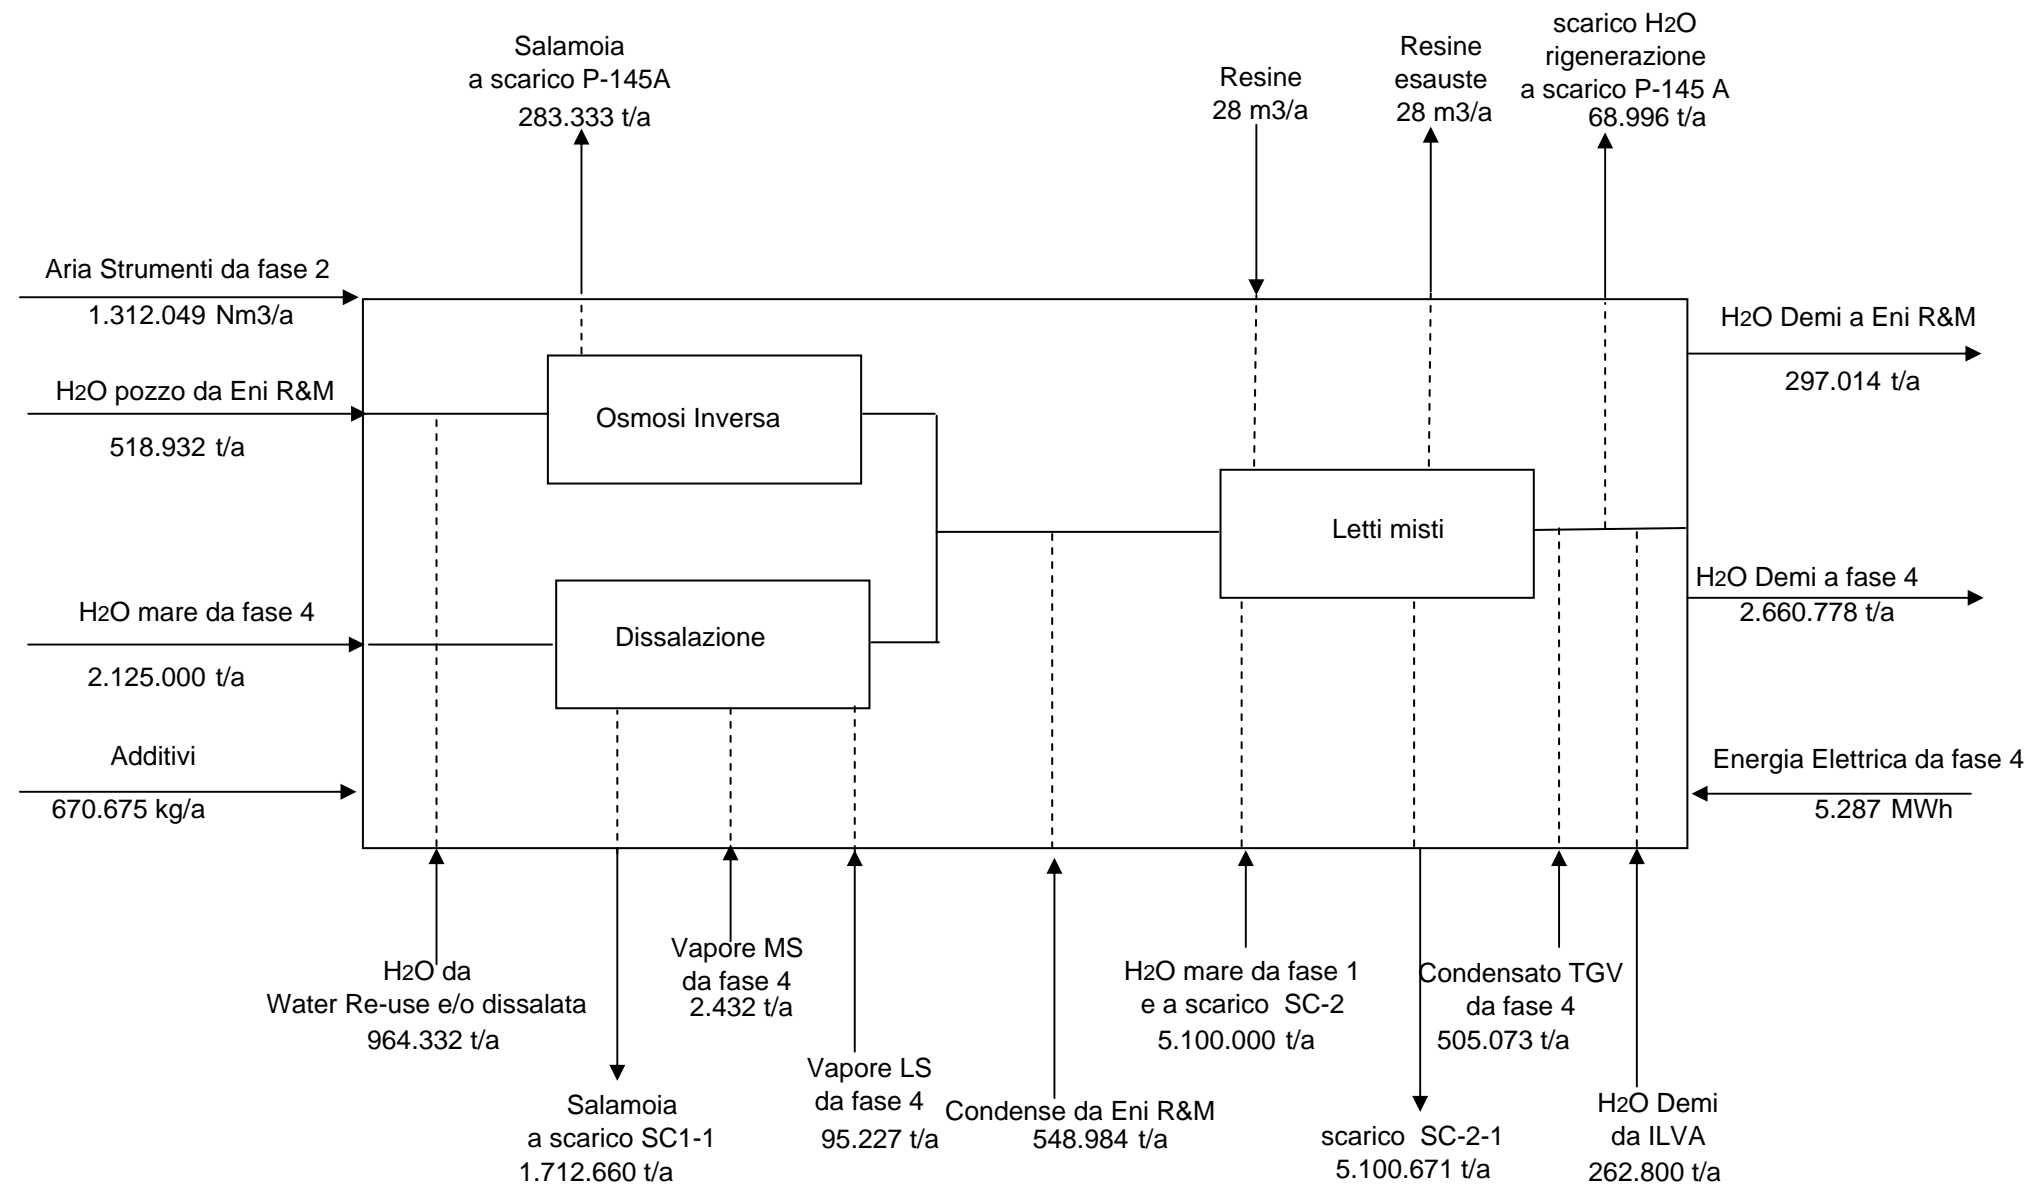 Salamoia
a scarico P-145A
283.333 t/a
Resine
28 m3/a
Resine
esauste
28 m3/a
scarico H2O
rigenerazione
a scarico P-145 A
68.996 t/a
Aria Strumenti da fase 2
1.312.049 Nm3/a
H2O pozzo da Eni R&M
518.932 t/a
H2O mare da fase 4
2.125.000 t/a
Additivi
670.675 kg/a
Osmosi Inversa
Dissalazione
Letti misti
H2O Demi a Eni R&M
297.014 t/a
H2O Demi a fase 4
2.660.778 t/a
Energia Elettrica da fase 4
5.287 MWh
H2O da
Water Re-use e/o dissalata
964.332 t/a
Salamoia
a scarico SC1-1
1.712.660 t/a
Vapore MS
da fase 4
2.432 t/a
Vapore LS
da fase 4
95.227 t/a
Condense da Eni R&M
548.984 t/a
H2O mare da fase 1
e a scarico SC-2
5.100.000 t/a
scarico SC-2-1
5.100.671 t/a
Condensato TGV
da fase 4
505.073 t/a
H2O Demi
da ILVA
262.800 t/a